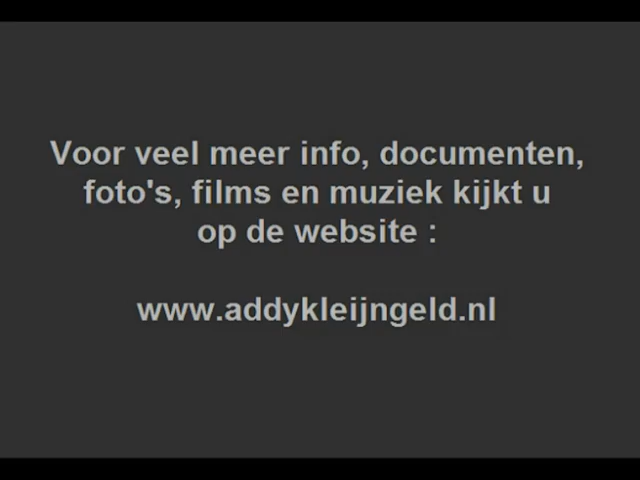 Voor veel meer info, documenten,
foto's, films en muziek kijkt u
op de website :
www.addykleijngeld.nl